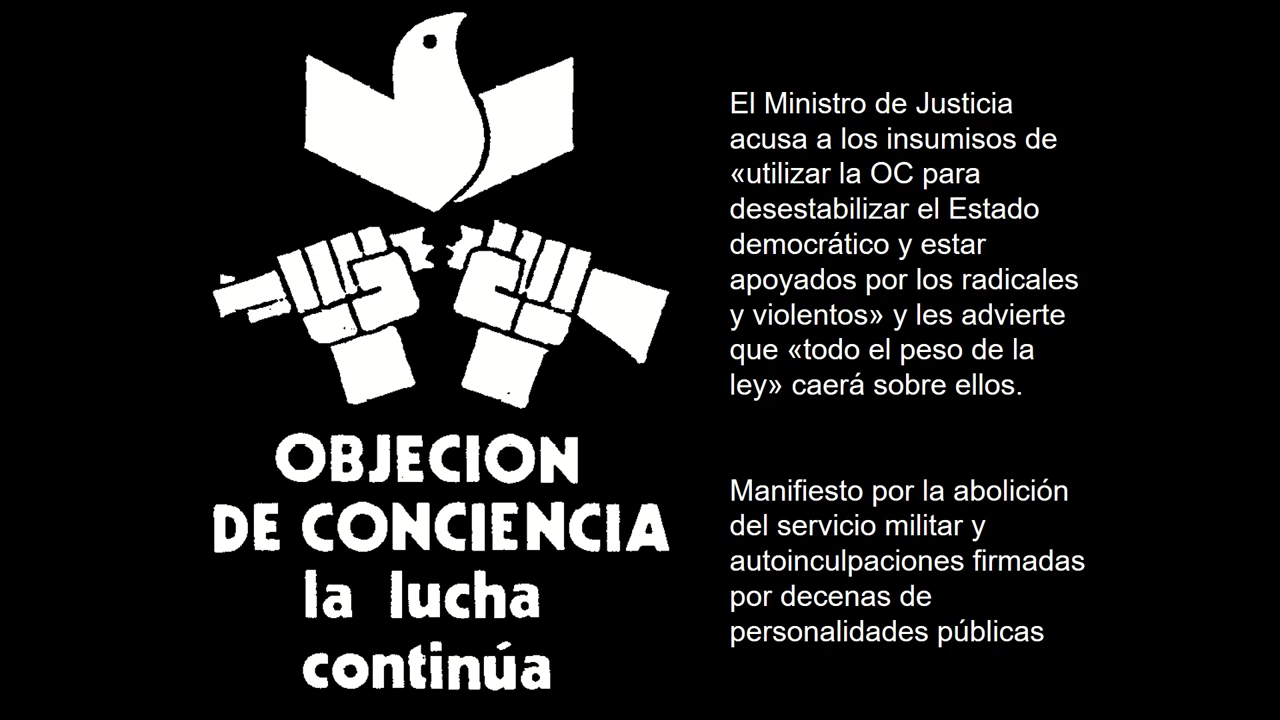 OBJECION
DE CONCIENCIA
la lucha
continúa
El Ministro de Justicia
acusa a los insumisos de
«utilizar la OC para
desestabilizar el Estado
democrático y estar
apoyados por los radicales
y violentos» y les advierte
que «todo el peso de la
ley» caerá sobre ellos.
Manifiesto por la abolición
del servicio militar y
autoinculpaciones firmadas
por decenas de
personalidades públicas